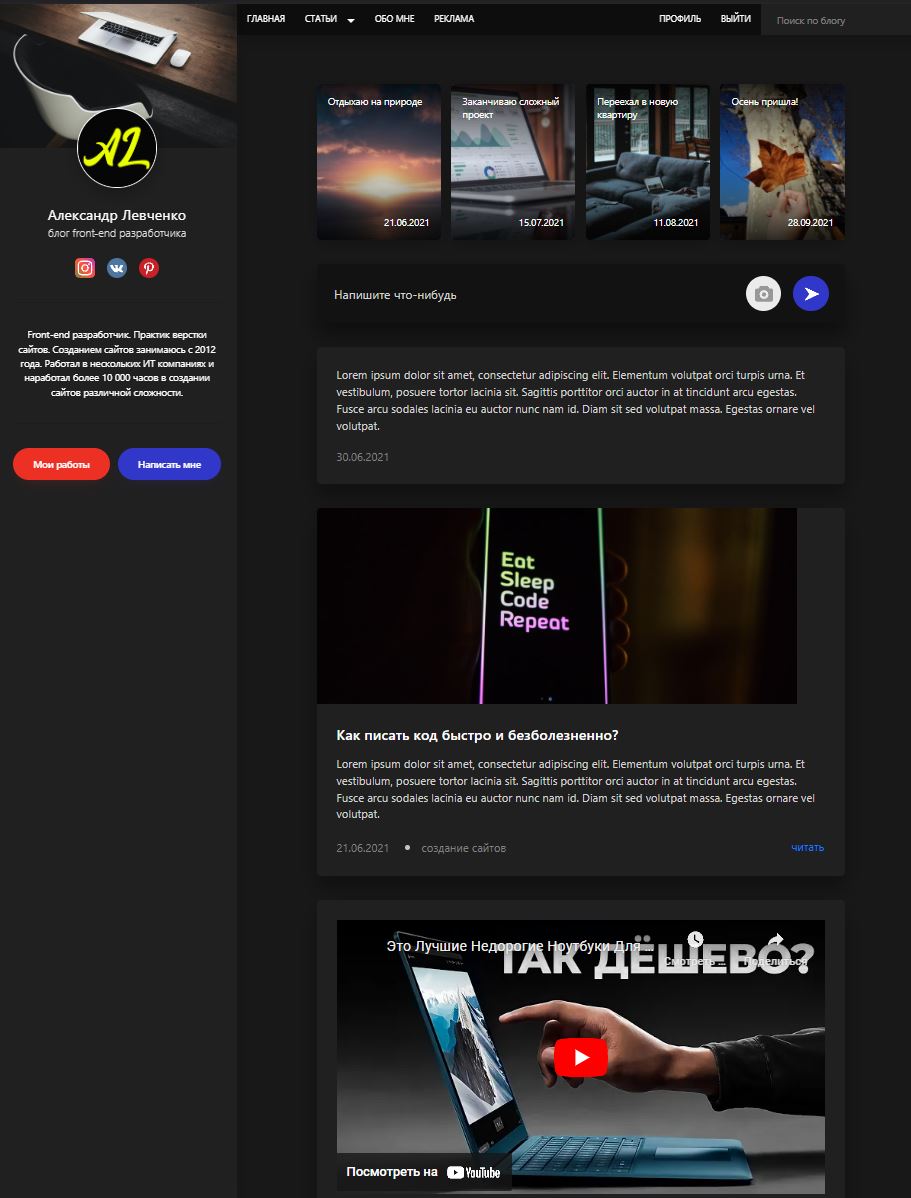 ГЛАВНАЯ СТАТЬИ ОБО МНЕ РЕКЛАМА ПРОФИЛЬ ВЫЙТИ Поиск по блогу
AL
Александр Левченко
блог front-end разработчика
Front-end разработчик. Практик верстки
сайтов. Созданием сайтов занимаюсь с 2012
года. Работал в нескольких ИТ компаниях и
наработал более 10 000 часов в создании
сайтов различной сложности.
Мои работы Написать мне
Отдыхаю на природе
21.06.2021
Заканчиваю сложный
проект
15.07.2021
Переехал в новую
квартиру
11.08.2021
Осень пришла!
28.09.2021
Напишите что-нибудь
Lorem ipsum dolor sit amet, consectetur adipiscing elit. Elementum volutpat orci turpis urna. Et
vestibulum, posuere tortor lacinia sit. Sagittis porttitor orci auctor in at tincidunt arcu egestas.
Fusce arcu sodales lacinia eu auctor nunc nam id. Diam sit sed volutpat massa. Egestas ornare vel
volutpat.
30.06.2021
Eat
Sleep
Code
Repeat
Как писать код быстро и безболезненно?
Lorem ipsum dolor sit amet, consectetur adipiscing elit. Elementum volutpat orci turpis urna. Et
vestibulum, posuere tortor lacinia sit. Sagittis porttitor orci auctor in at tincidunt arcu egestas.
Fusce arcu sodales lacinia eu auctor nunc nam id. Diam sit sed volutpat massa. Egestas ornare vel
volutpat.
21.06.2021 • создание сайтов читать
Это Лучшие Недорогие Ноутбуки Для ...
Смотреть ... Поделиться
ТАК ДЁШЕВО?
Посмотреть на YouTube